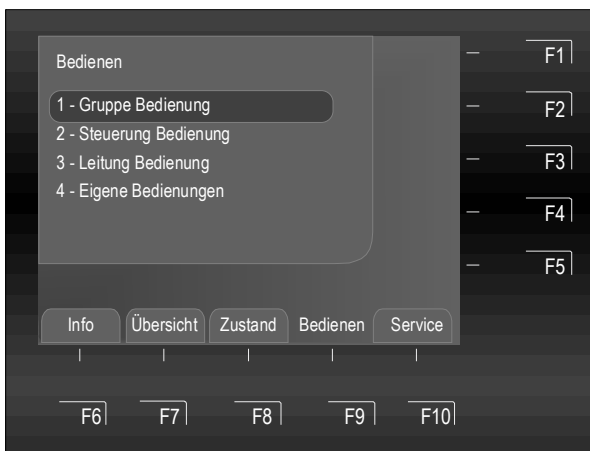 Bedienen
1 - Gruppe Bedienung
2 - Steuerung Bedienung
3 - Leitung Bedienung
4 - Eigene Bedienungen
F1
F2
F3
F4
F5
Info Übersicht Zustand Bedienen Service
F6 F7 F8 F9 F10